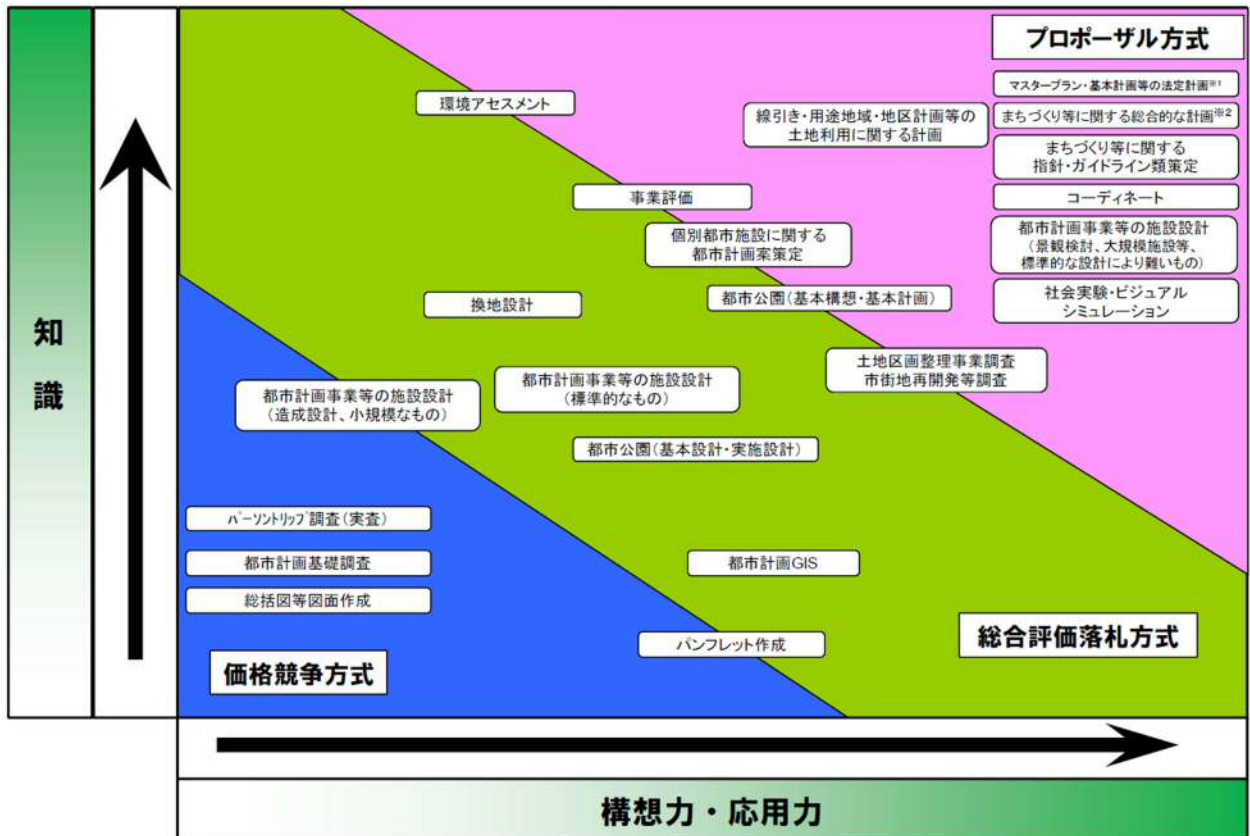 プロポーザル方式
マスタープラン・基本計画等の法定計画※1
環境アセスメント
線引き・用途地域・地区計画等の
土地利用に関する計画
まちづくり等に関する総合的な計画※2
まちづくり等に関する
指針・ガイドライン類策定
事業評価
コーディネート
個別都市施設に関する
都市計画案策定
都市計画事業等の施設設計
(景観検討、大規模施設等、
標準的な設計により難いもの)
換地設計
都市公園(基本構想・基本計画)
社会実験・ビジュアル
シミュレーション
知
識
土地区画整理事業調査
市街地再開発等調査
都市計画事業等の施設設計
(造成設計、小規模なもの)
都市計画事業等の施設設計
(標準的なもの)
都市公園(基本設計・実施設計)
パーソントリップ調査(実査)
都市計画基礎調査
都市計画GIS
総括図等図面作成
パンフレット作成
総合評価落札方式
価格競争方式
構想力・応用力